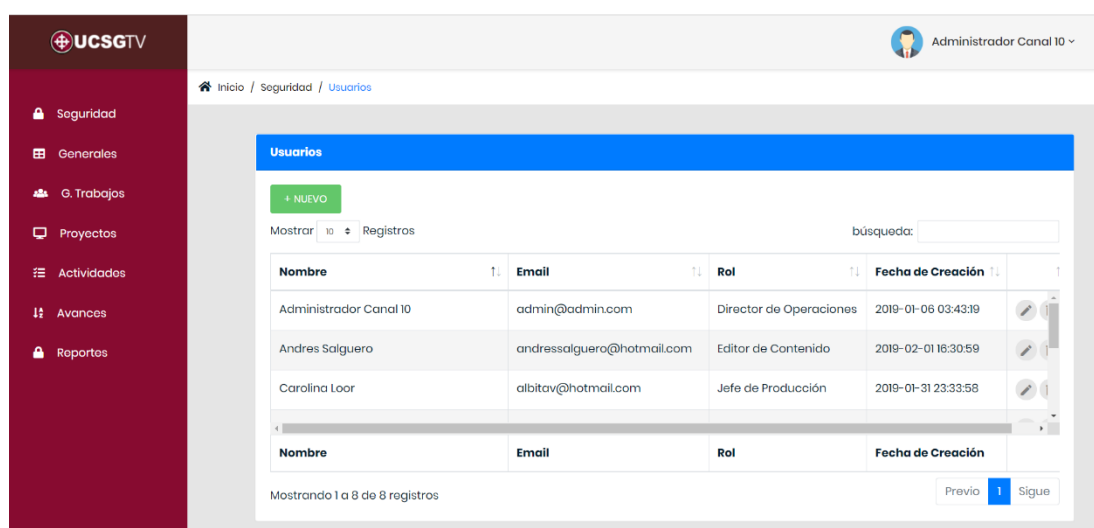 UCSGTV
Administrador Canal 10
Inicio / Seguridad / Usuarios
Seguridad
Generales
G. Trabajos
Proyectos
Actividades
Avances
Reportes
Usuarios
+ NUEVO
Mostrar 10 Registros
búsqueda:
Nombre Email Rol Fecha de Creación
Administrador Canal 10 admin@admin.com Director de Operaciones 2019-01-06 03:43:19
Andres Salguero andressalguero@hotmail.com Editor de Contenido 2019-02-01 16:30:59
Carolina Loor albitav@hotmail.com Jefe de Producción 2019-01-31 23:33:58
Nombre Email Rol Fecha de Creación
Mostrando 1 a 8 de 8 registros
Previo 1 Sigue